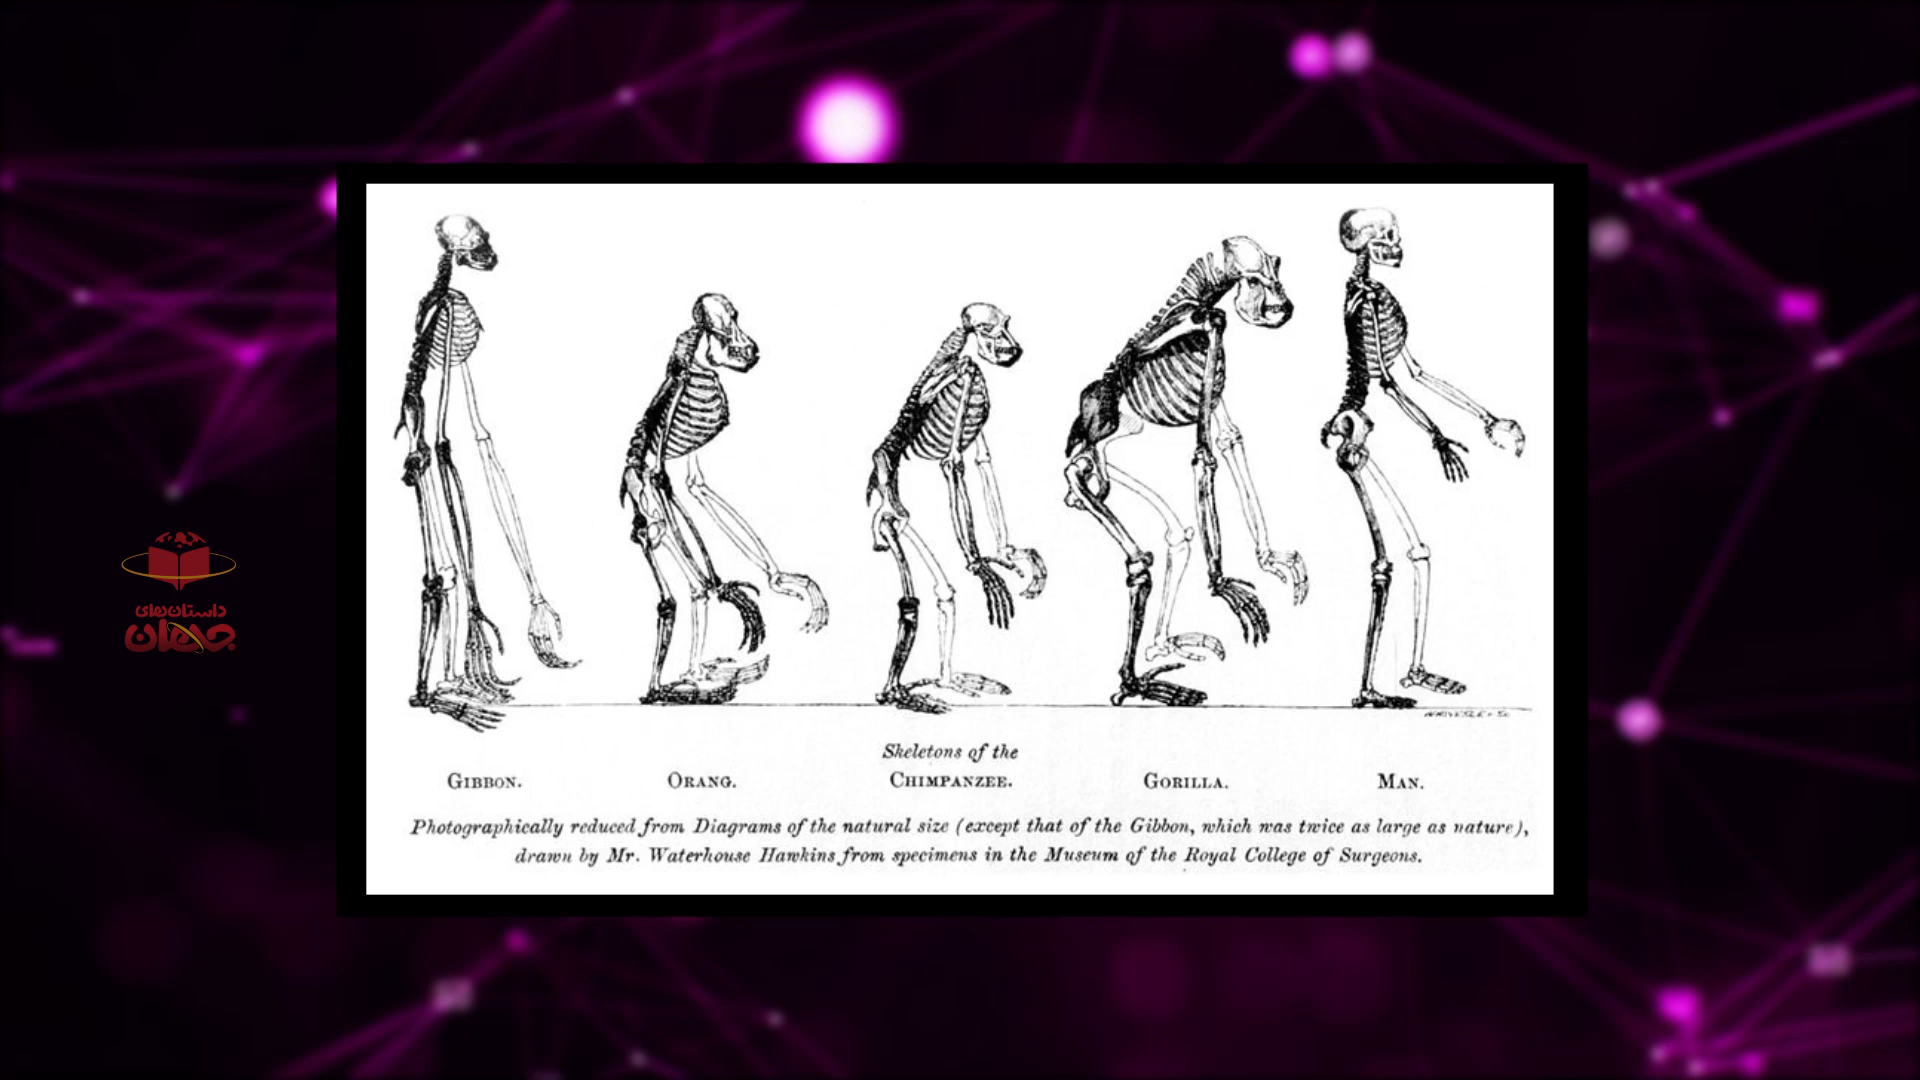 داستان‌های
جهان
Skeletons of the
GIBBON. ORANG. CHIMPANZEE. GORILLA. MAN.
Photographically reduced from Diagrams of the natural size (except that of the Gibbon, which was twice as large as nature),
drawn by Mr. Waterhouse Hawkins from specimens in the Museum of the Royal College of Surgeons.